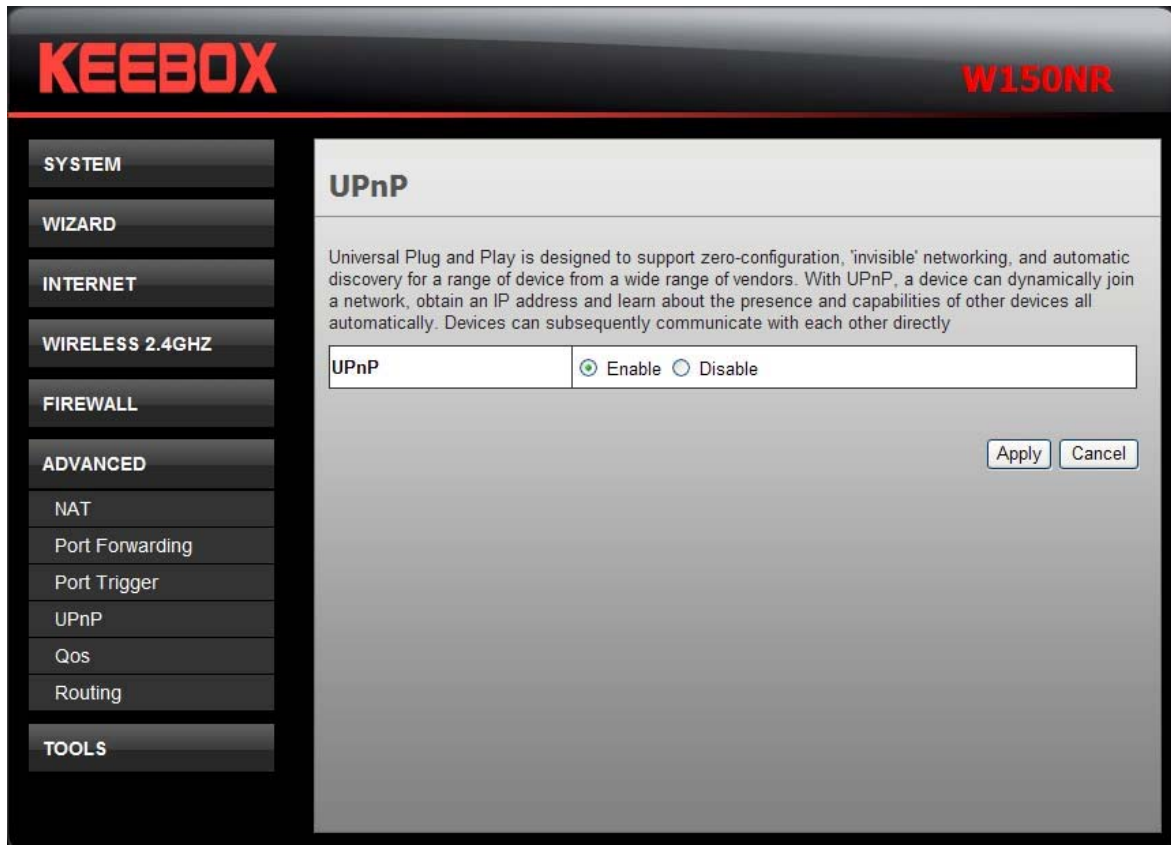 KEEBOX
W150NR
SYSTEM
WIZARD
INTERNET
WIRELESS 2.4GHZ
FIREWALL
ADVANCED
NAT
Port Forwarding
Port Trigger
UPnP
Qos
Routing
TOOLS
UPnP
Universal Plug and Play is designed to support zero-configuration, 'invisible' networking, and automatic
discovery for a range of device from a wide range of vendors. With UPnP, a device can dynamically join
a network, obtain an IP address and learn about the presence and capabilities of other devices all
automatically. Devices can subsequently communicate with each other directly
UPnP Enable Disable
Apply Cancel